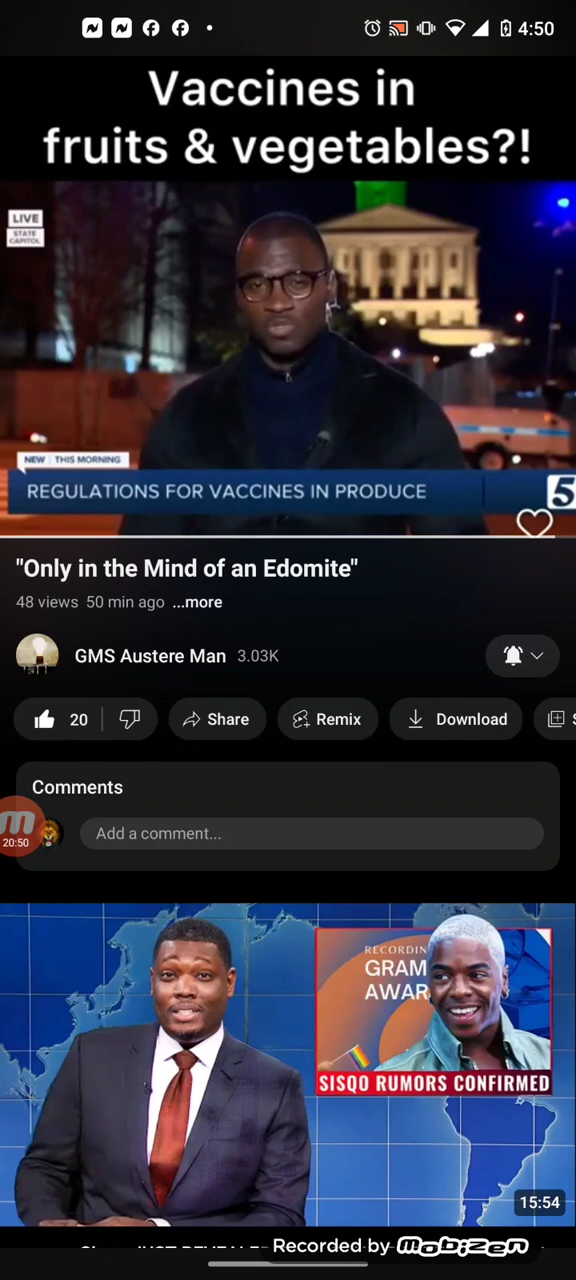 4:50
Vaccines in
fruits & vegetables?!
LIVE
STATE
CAPITOL
NEW | THIS MORNING
REGULATIONS FOR VACCINES IN PRODUCE
5
"Only in the Mind of an Edomite"
48 views 50 min ago ...more
GMS Austere Man 3.03K
20 Share Remix Download
Comments
20:50
Add a comment...
RECORDIN
GRAM
AWAR
SISQO RUMORS CONFIRMED
15:54
Recorded by mobizen